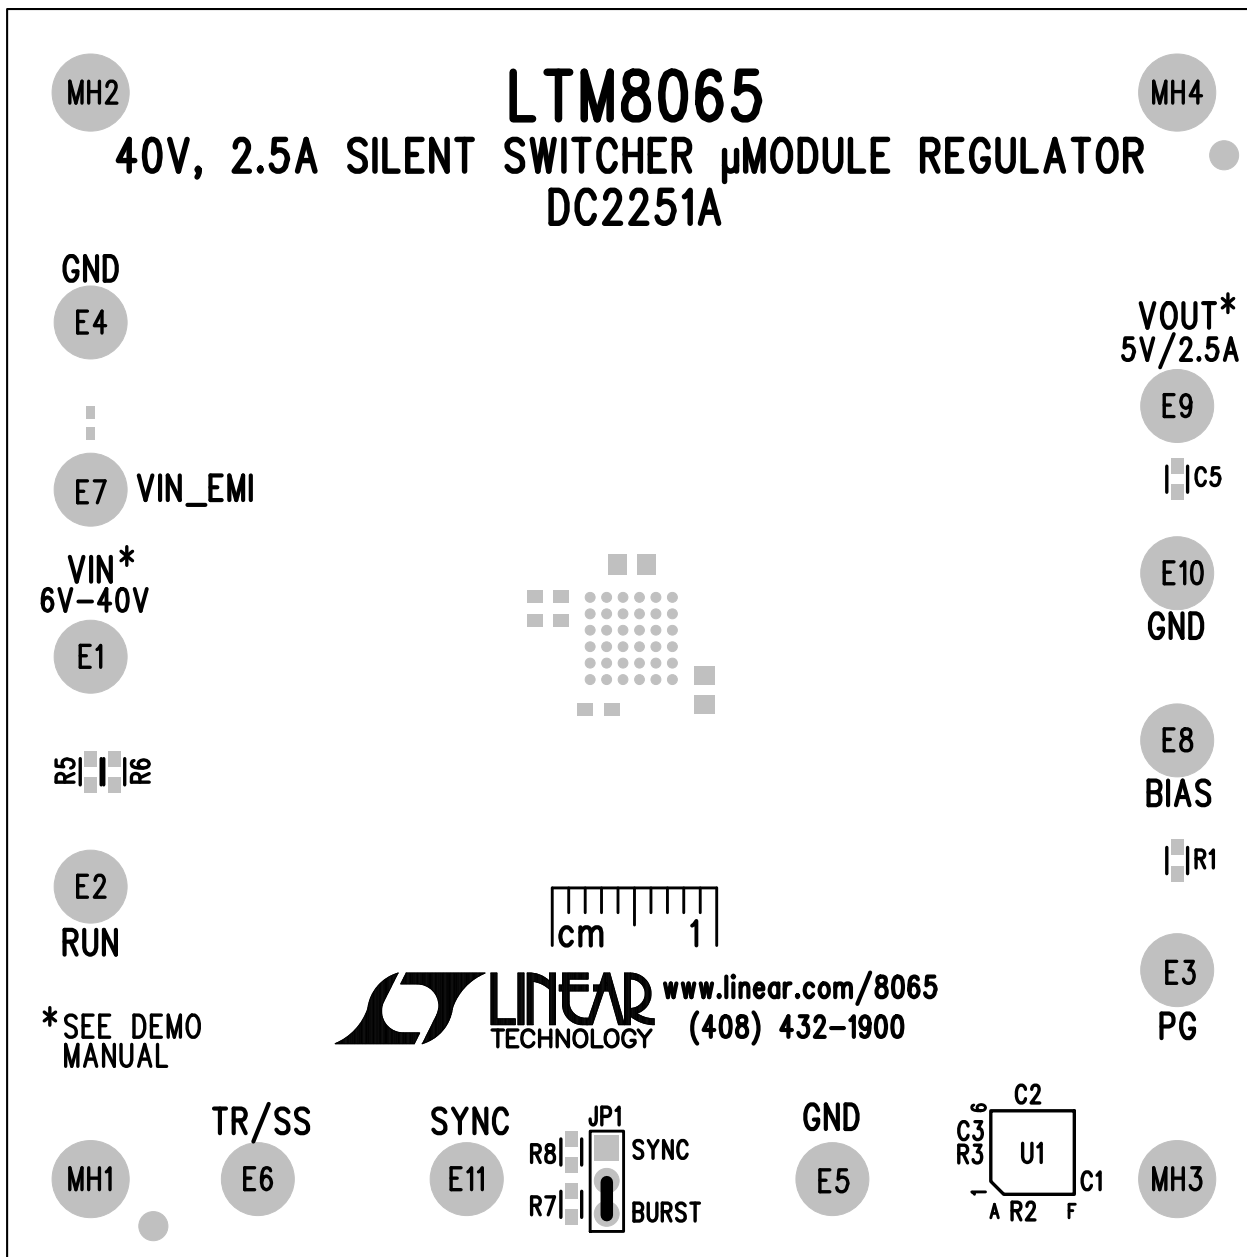 MH2
LTM8065
MH4
40V, 2.5A SILENT SWITCHER µMODULE REGULATOR
DC2251A
GND
E4
VOUT*
5V/2.5A
E9
E7
VIN_EMI
C5
VIN*
6V-40V
E10
GND
E1
E8
BIAS
R5
R6
R1
E2
RUN
cm 1
E3
PG
LINEAR
TECHNOLOGY
www.linear.com/8065
(408) 432-1900
*SEE DEMO
MANUAL
TR/SS
SYNC
JP1
GND
MH1
E6
E11
R8
SYNC
R7
BURST
E5
C2
6
C3
R3
U1
C1
1
A
R2
F
MH3